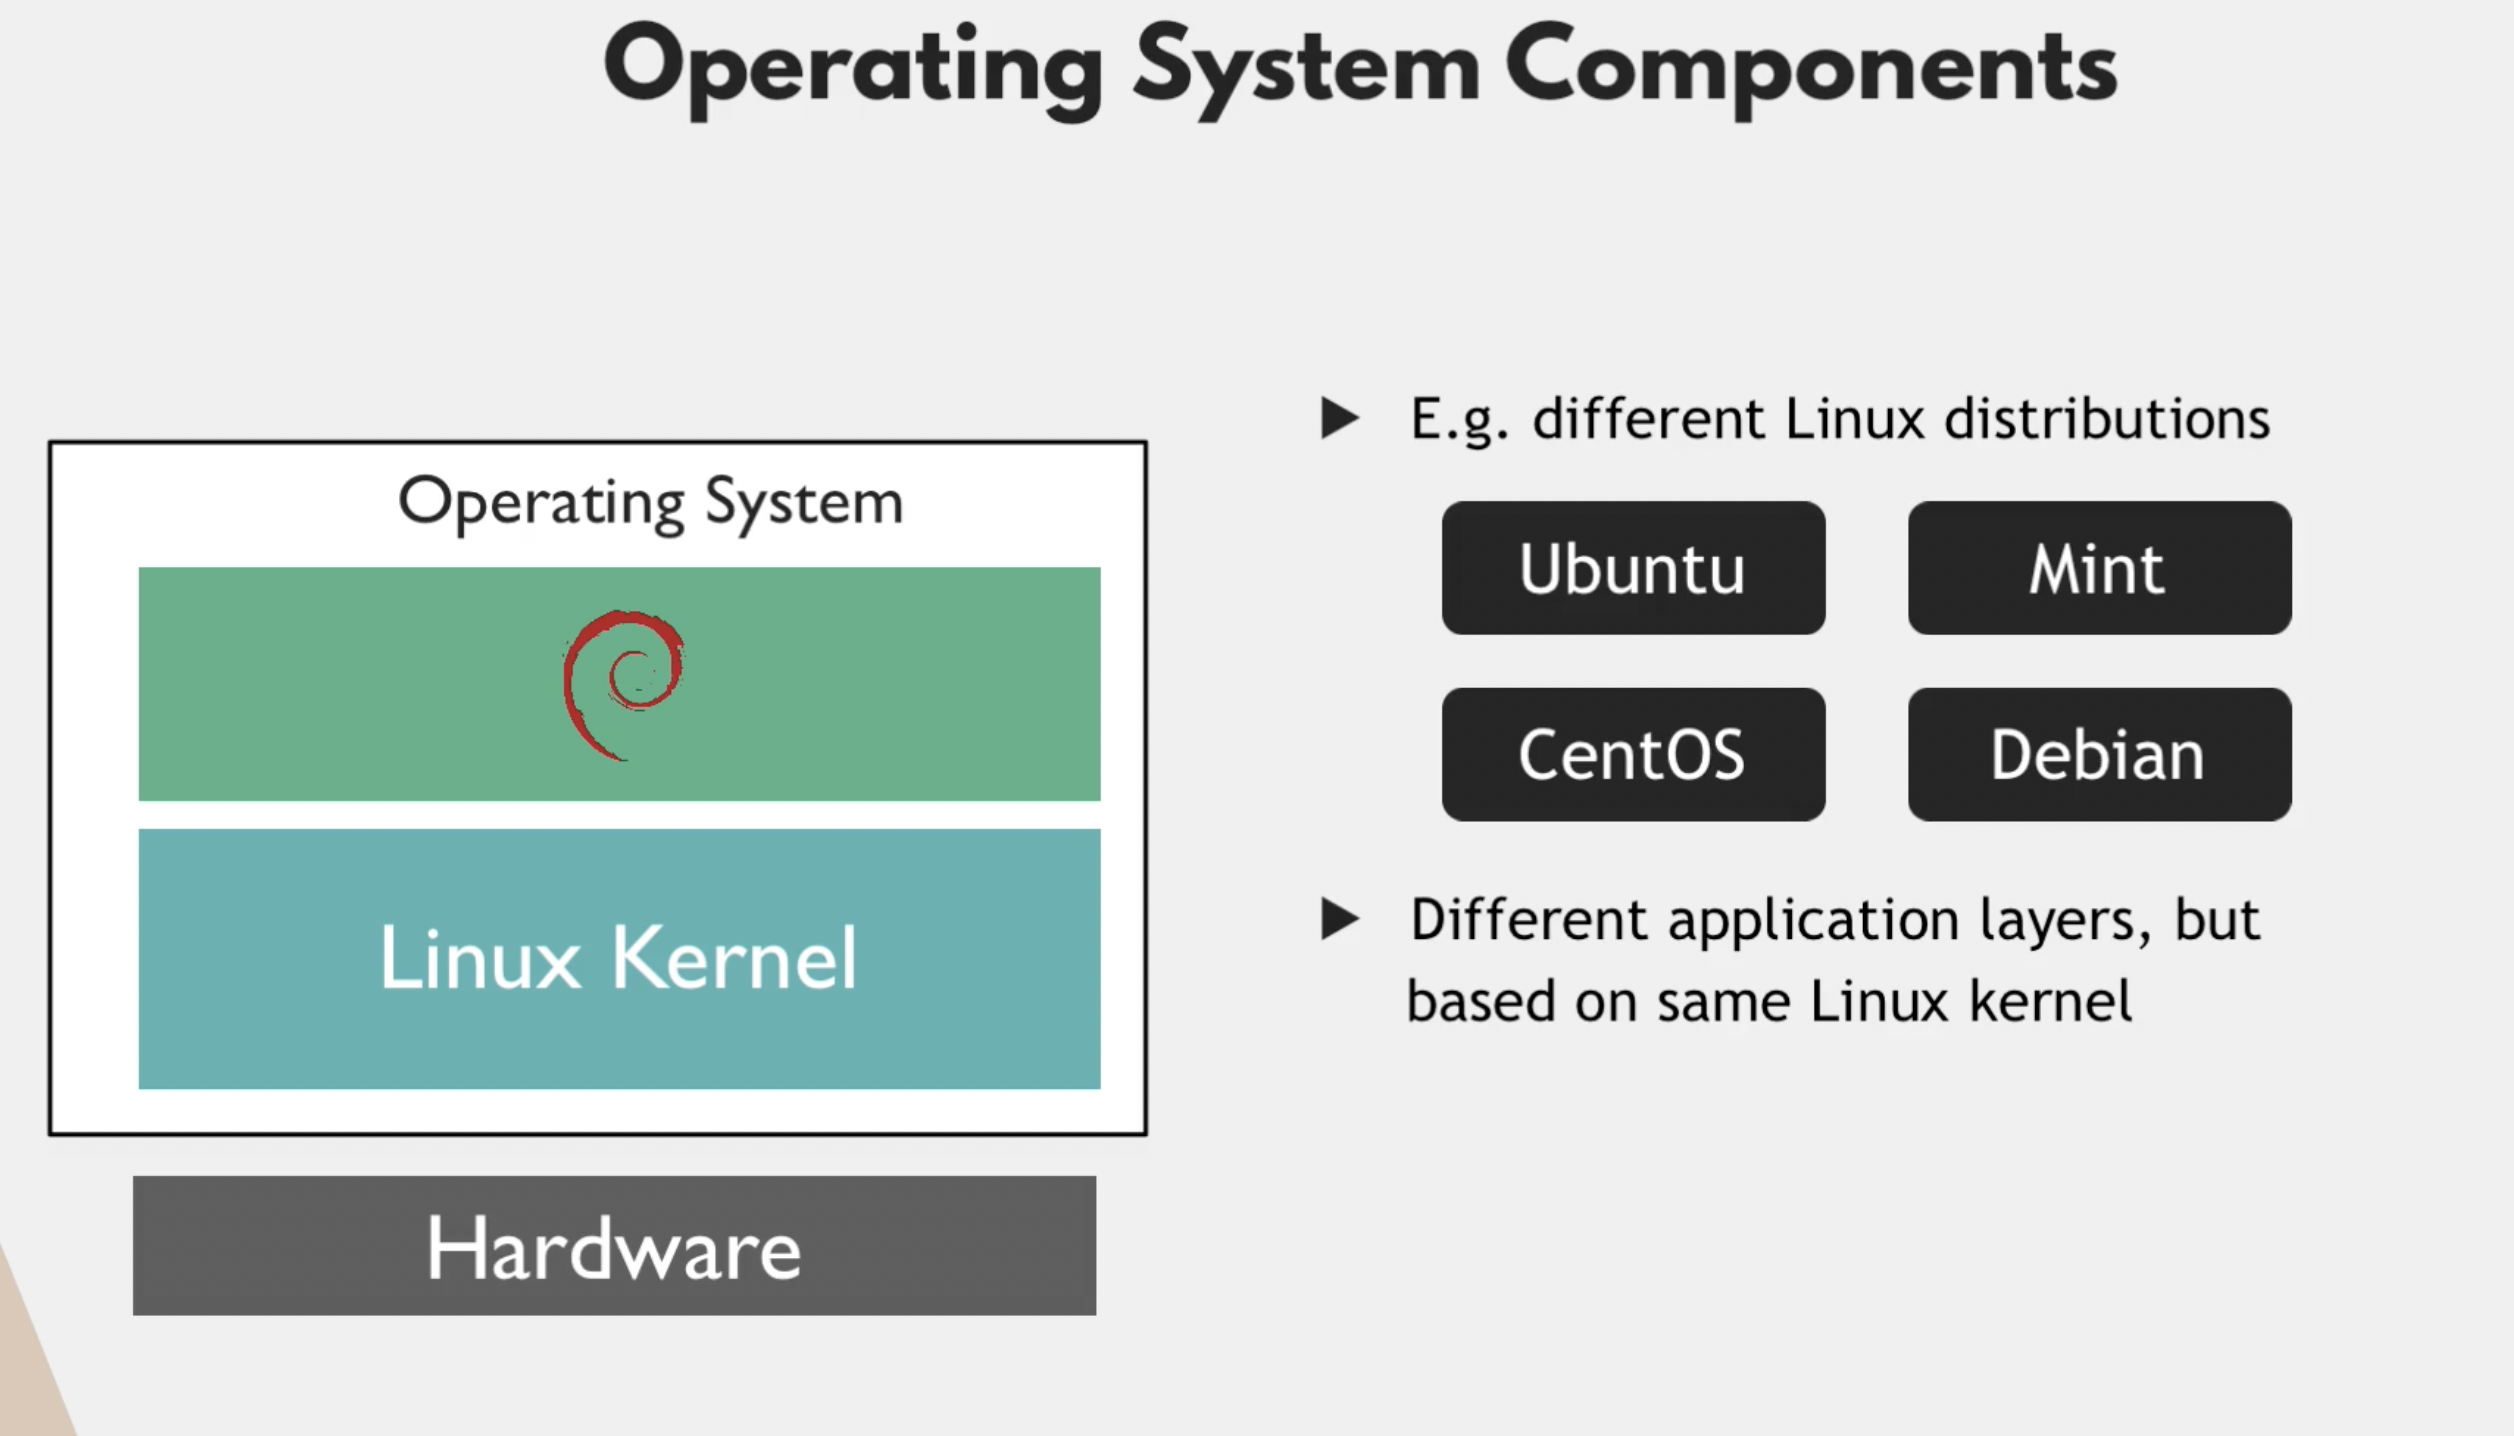 Operating System Components
Operating System
Linux Kernel
Hardware
E.g. different Linux distributions
Ubuntu
Mint
CentOS
Debian
Different application layers, but
based on same Linux kernel